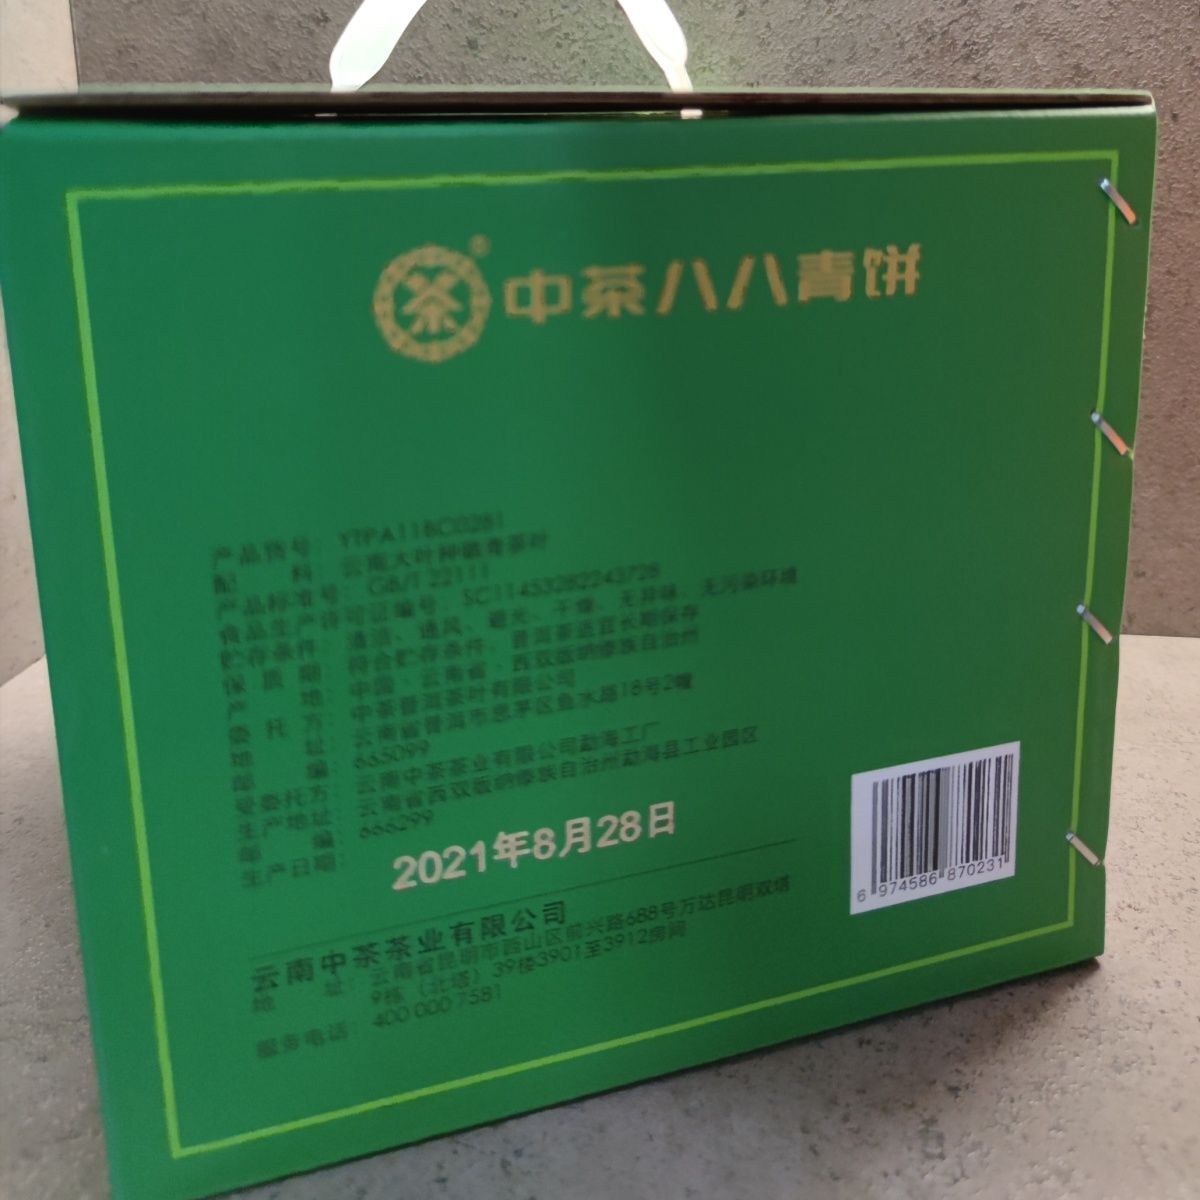 茶
®
中茶八八青饼
产品货号：YTPA118C0281
配料：云南大叶种晒青茶叶
产品标准号：GB/T 22111
食品生产许可证编号：SC11453282243728
贮存条件：清洁、通风、避光、干燥、无异味、无污染环境
保质期：符合贮存条件，普洱茶适宜长期保存
产地：中国·云南省·西双版纳傣族自治州
委托方：中茶普洱茶叶有限公司
地址：云南省普洱市思茅区鱼水路18号2幢
邮编：665099
受委托方：云南中茶茶业有限公司勐海工厂
生产地址：云南省西双版纳傣族自治州勐海县工业园区
邮编：666299
生产日期：2021年8月28日
云南中茶茶业有限公司
地址：云南省昆明市西山区前兴路688号万达昆明双塔
9栋（北塔）39楼3901至3912房间
服务电话：400 000 7581
6 974586 870231